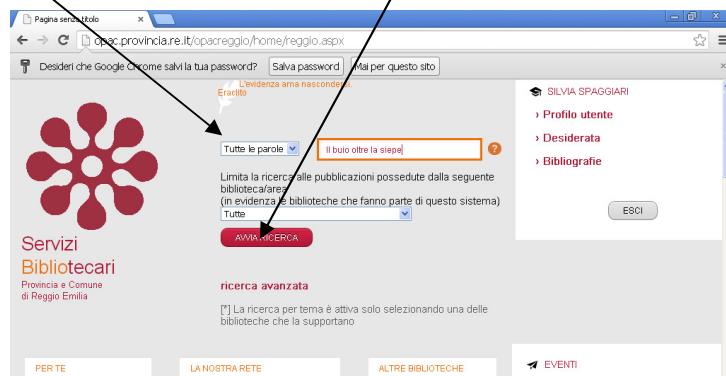 Pagina senza titolo
opac.provincia.re.it/opacreggio/home/reggio.aspx
Desideri che Google Chrome salvi la tua password? Salva password Mai per questo sito
L'evidenza ama nascondersi.
Eraclito
SILVIA SPAGGIARI
› Profilo utente
› Desiderata
› Bibliografie
ESCI
Tutte le parole Il buio oltre la siepe ?
Limita la ricerca alle pubblicazioni possedute dalla seguente
biblioteca/area
(in evidenza le biblioteche che fanno parte di questo sistema)
Tutte
AVVIA RICERCA
Servizi
Bibliotecari
Provincia e Comune
di Reggio Emilia
ricerca avanzata
[*] La ricerca per tema è attiva solo selezionando una delle
biblioteche che la supportano
PER TE
LA NOSTRA RETE
ALTRE BIBLIOTECHE
EVENTI